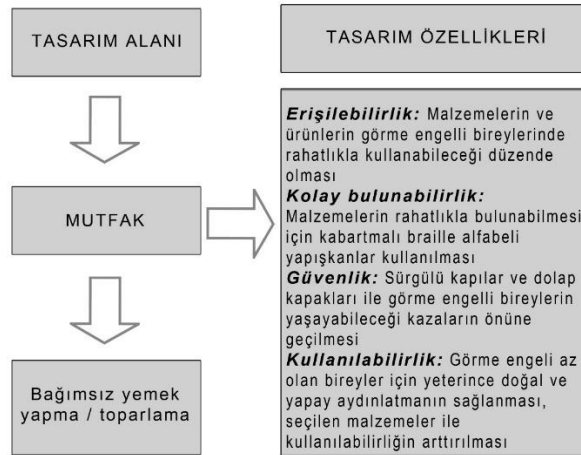 TASARIM ALANI
MUTFAK
Bağımsız yemek
yapma / toparlama
TASARIM ÖZELLİKLERİ
Erişilebilirlik: Malzemelerin ve
ürünlerin görme engelli bireylerinde
rahatlıkla kullanabileceği düzende
olması
Kolay bulunabilirlik:
Malzemelerin rahatlıkla bulunabilmesi
için kabartmalı braille alfabeli
yapışkanlar kullanılması
Güvenlik: Sürgülü kapılar ve dolap
kapakları ile görme engelli bireylerin
yaşayabileceği kazaların önüne
geçilmesi
Kullanılabilirlik: Görme engeli az
olan bireyler için yeterince doğal ve
yapay aydınlatmanın sağlanması,
seçilen malzemeler ile
kullanılabilirliğin arttırılması